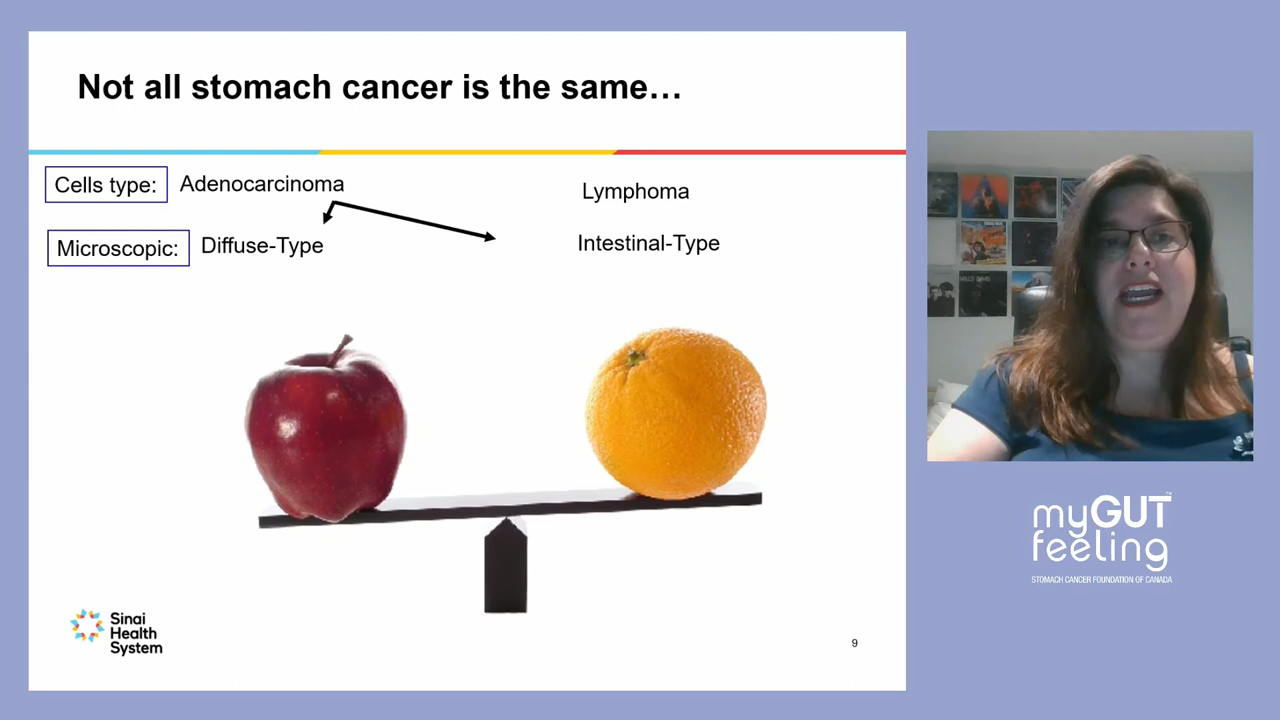 Not all stomach cancer is the same…
Cells type: Adenocarcinoma Lymphoma
Microscopic: Diffuse-Type Intestinal-Type
Sinai
Health
System
9
myGUT™
feeling
STOMACH CANCER FOUNDATION OF CANADA